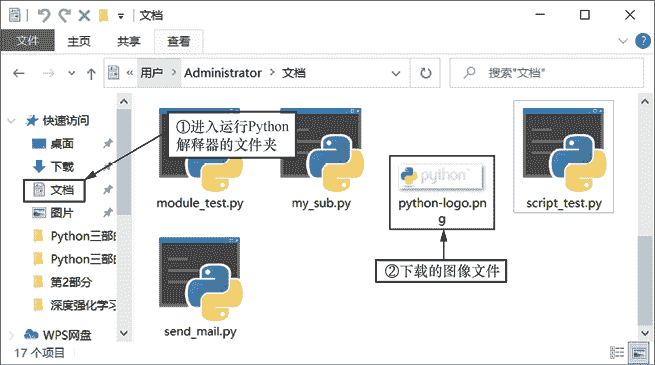 文档
文件
主页
共享
查看
« 用户 > Administrator > 文档
搜索"文档"
快速访问
桌面
下载
文档
图片
Python三部
Python三部
第2部分
深度强化学习
WPS网盘
①进入运行Python
解释器的文件夹
module_test.py
my_sub.py
python
python-logo.pn
g
script_test.py
②下载的图像文件
send_mail.py
17 个项目